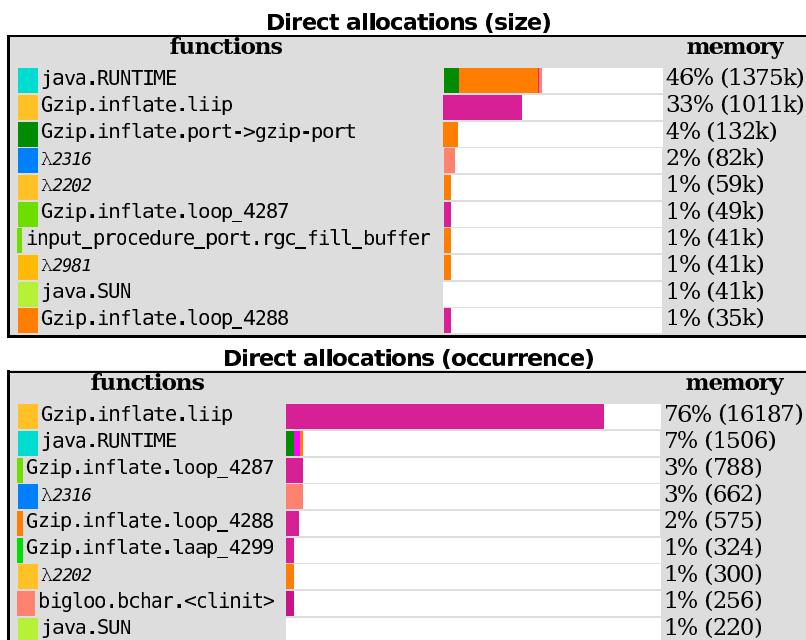 Direct allocations (size)
functions memory
java.RUNTIME 46% (1375k)
Gzip.inflate.liip 33% (1011k)
Gzip.inflate.port->gzip-port 4% (132k)
λ2316 2% (82k)
λ2202 1% (59k)
Gzip.inflate.loop_4287 1% (49k)
input_procedure_port.rgc_fill_buffer 1% (41k)
λ2981 1% (41k)
java.SUN 1% (41k)
Gzip.inflate.loop_4288 1% (35k)
Direct allocations (occurrence)
functions memory
Gzip.inflate.liip 76% (16187)
java.RUNTIME 7% (1506)
Gzip.inflate.loop_4287 3% (788)
λ2316 3% (662)
Gzip.inflate.loop_4288 2% (575)
Gzip.inflate.laap_4299 1% (324)
λ2202 1% (300)
bigloo.bchar.<clinit> 1% (256)
java.SUN 1% (220)